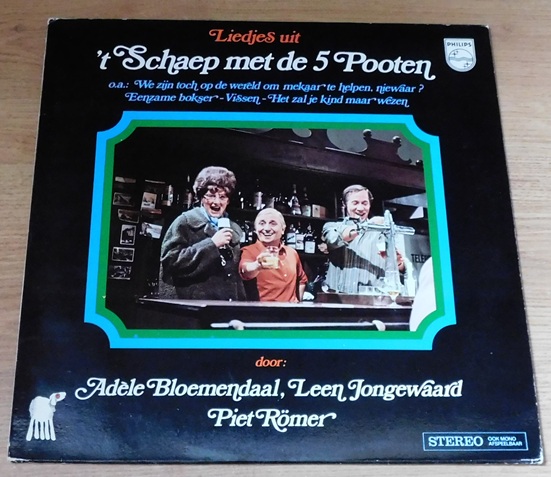 Liedjes uit
't Schaep met de 5 Pooten
PHILIPS
o.a.: We zijn toch op de wereld om mekaar te helpen, niewaar?
Eenzame bokser - Vissen - Het zal je kind maar wezen
TELE
door:
Adèle Bloemendaal, Leen Jongewaard
Piet Römer
STEREO OOK MONO
AFSPEELBAAR